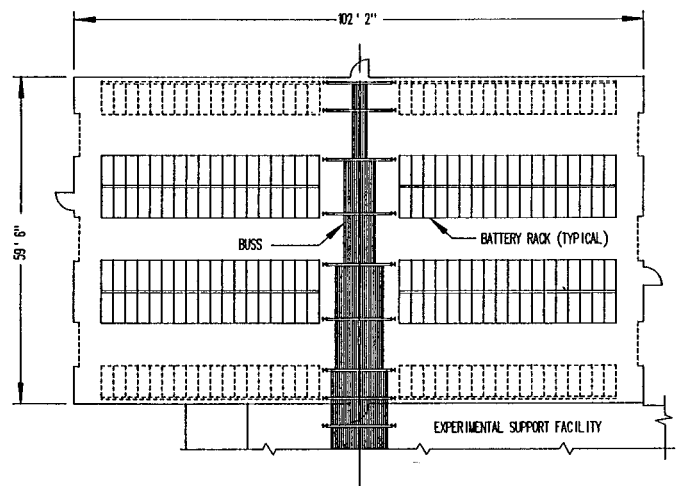 102' 2"
59' 6"
BUSS
BATTERY RACK (TYPICAL)
EXPERIMENTAL SUPPORT FACILITY